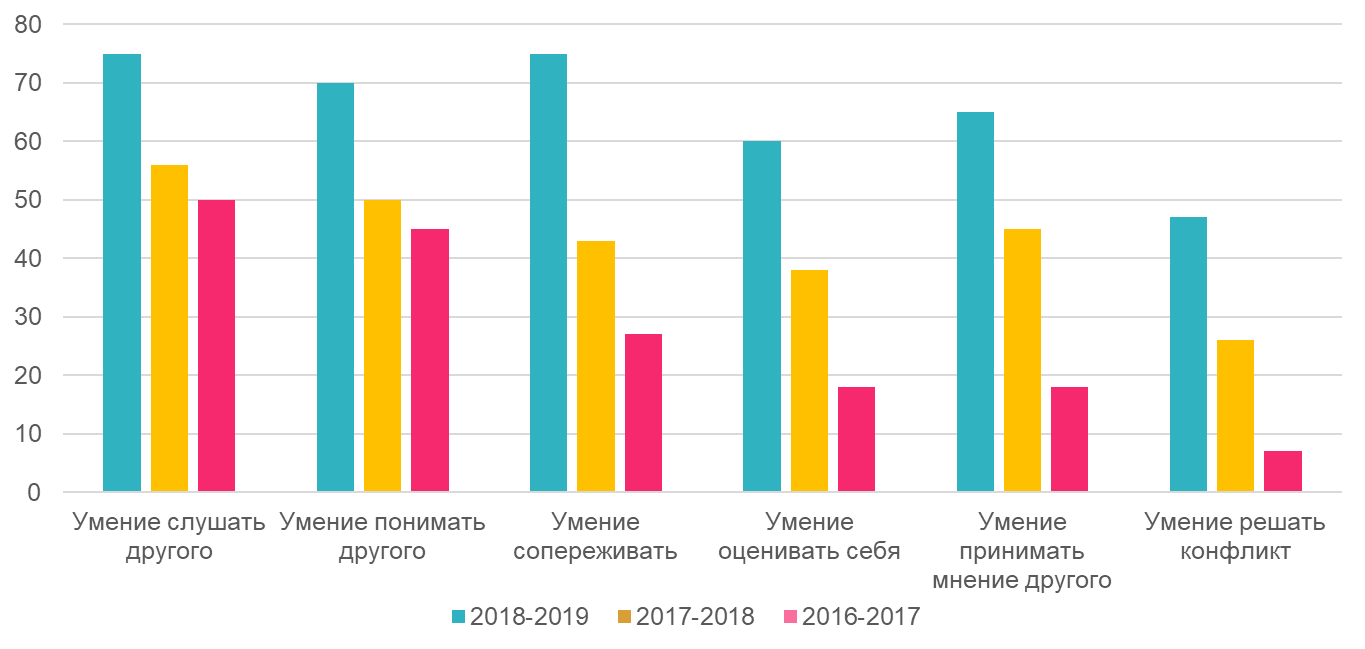 80
70
60
50
40
30
20
10
0
Умение слушать другого
Умение понимать другого
Умение сопереживать
Умение оценивать себя
Умение принимать мнение другого
Умение решать конфликт
2018-2019 2017-2018 2016-2017